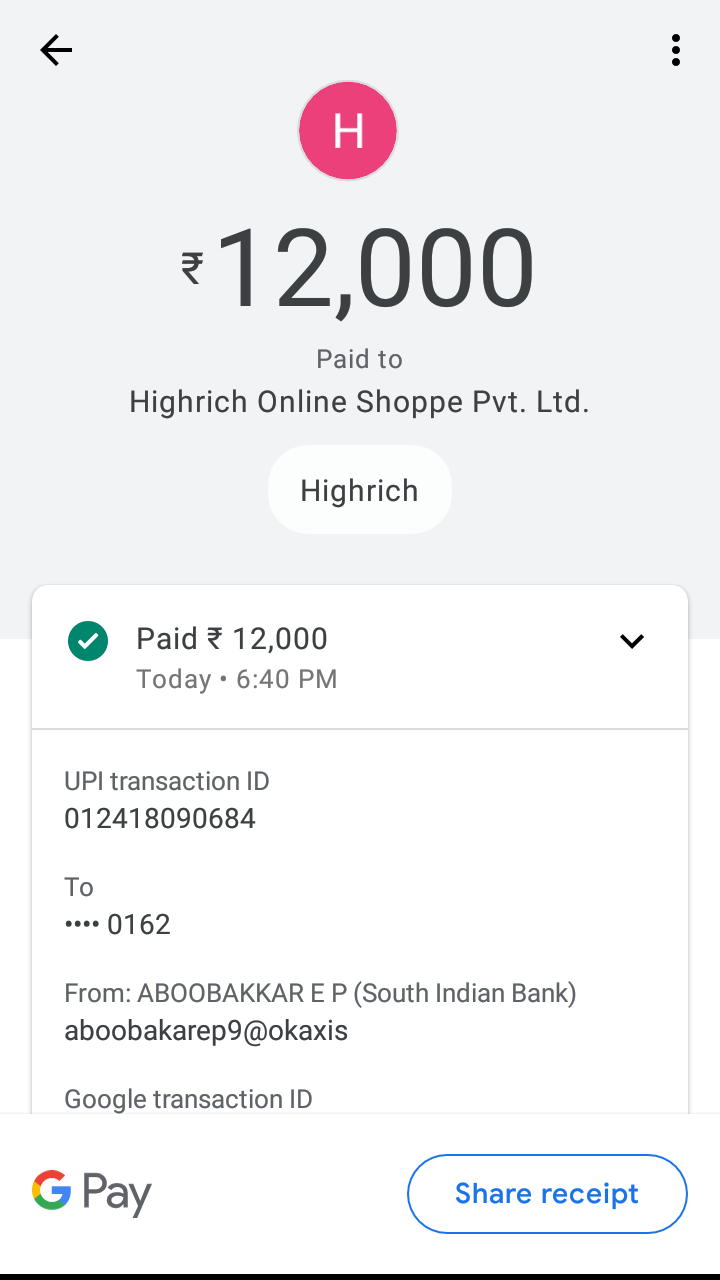 H
₹12,000
Paid to
Highrich Online Shoppe Pvt. Ltd.
Highrich
Paid ₹ 12,000
Today • 6:40 PM
UPI transaction ID
012418090684
To
•••• 0162
From: ABOOBAKKAR E P (South Indian Bank)
aboobakarep9@okaxis
Google transaction ID
G Pay
Share receipt